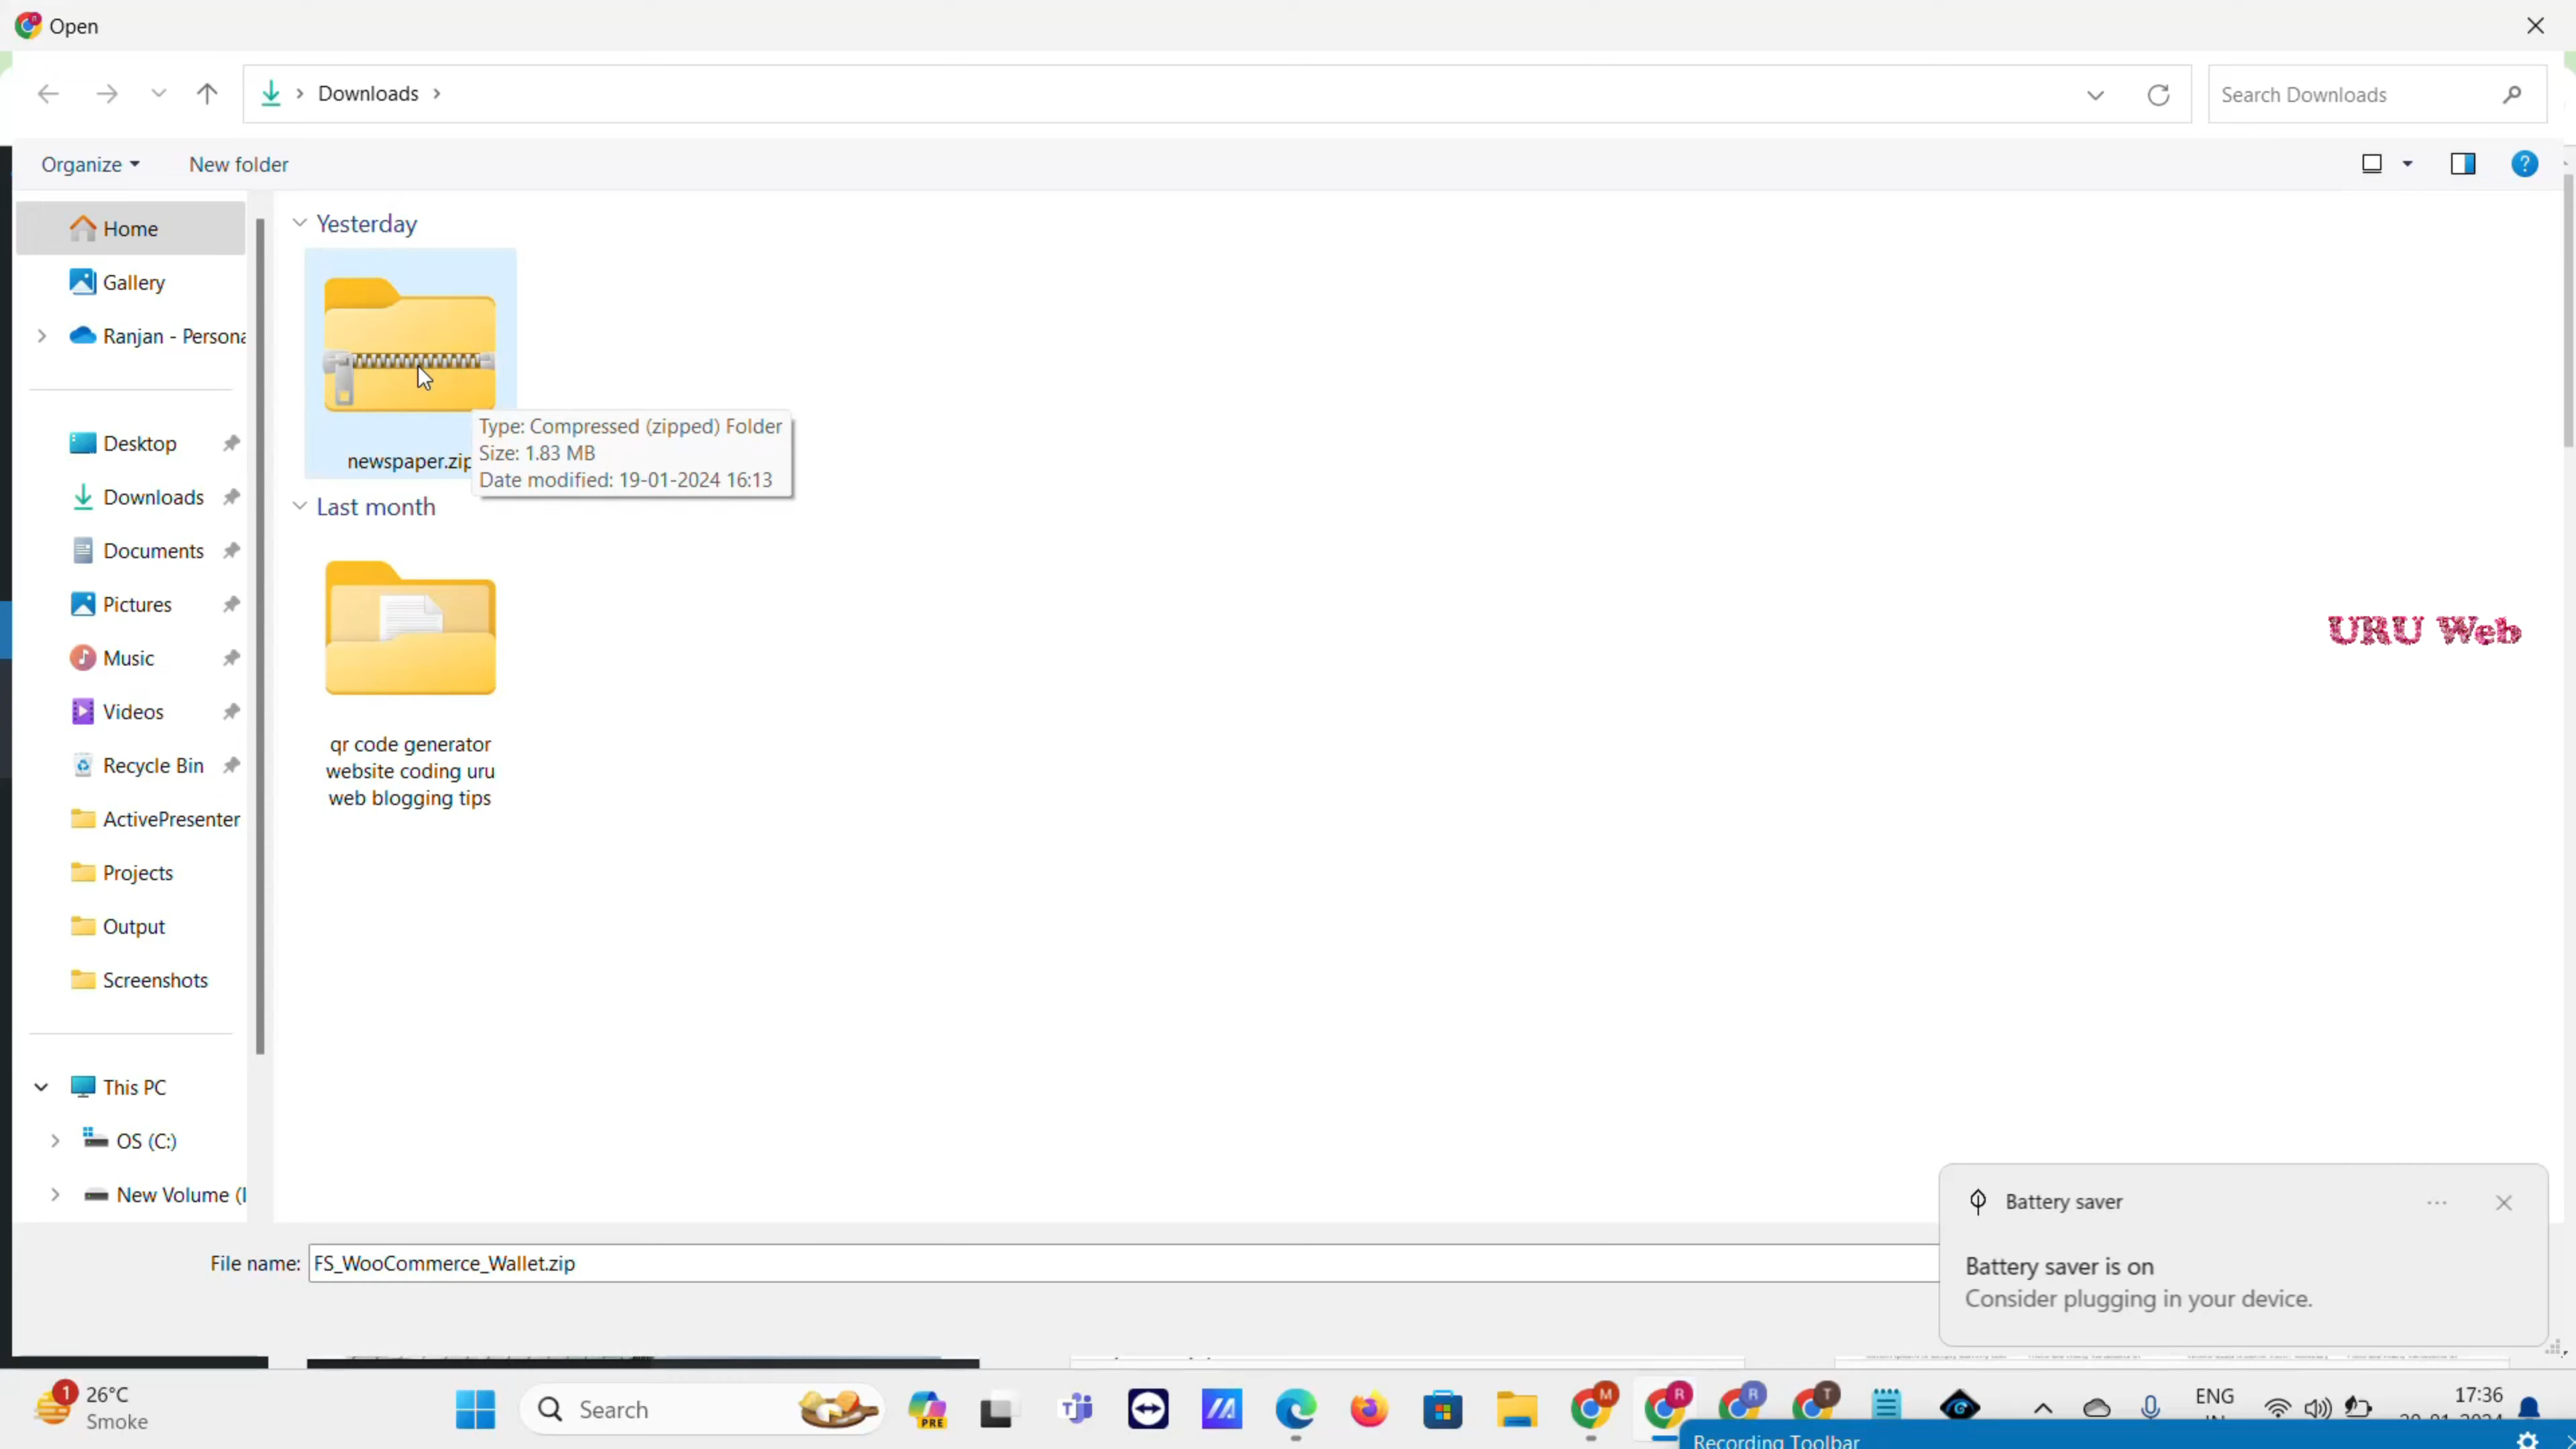 Open
Downloads
Search Downloads
Organize
New folder
Home
Gallery
Ranjan - Persona
Desktop
Downloads
Documents
Pictures
Music
Videos
Recycle Bin
ActivePresenter
Projects
Output
Screenshots
This PC
OS (C:)
New Volume (
Yesterday
newspaper.zip
Type: Compressed (zipped) Folder
Size: 1.83 MB
Date modified: 19-01-2024 16:13
Last month
qr code generator
website coding uru
web blogging tips
URU Web
File name:
FS_WooCommerce_Wallet.zip
Battery saver
Battery saver is on
Consider plugging in your device.
1
26°C
Smoke
Search
PRE
M
R
R
T
ENG
17:36
Recording Toolbar